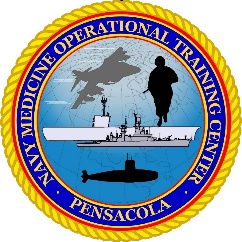 NAVY MEDICINE OPERATIONAL TRAINING CENTER
PENSACOLA